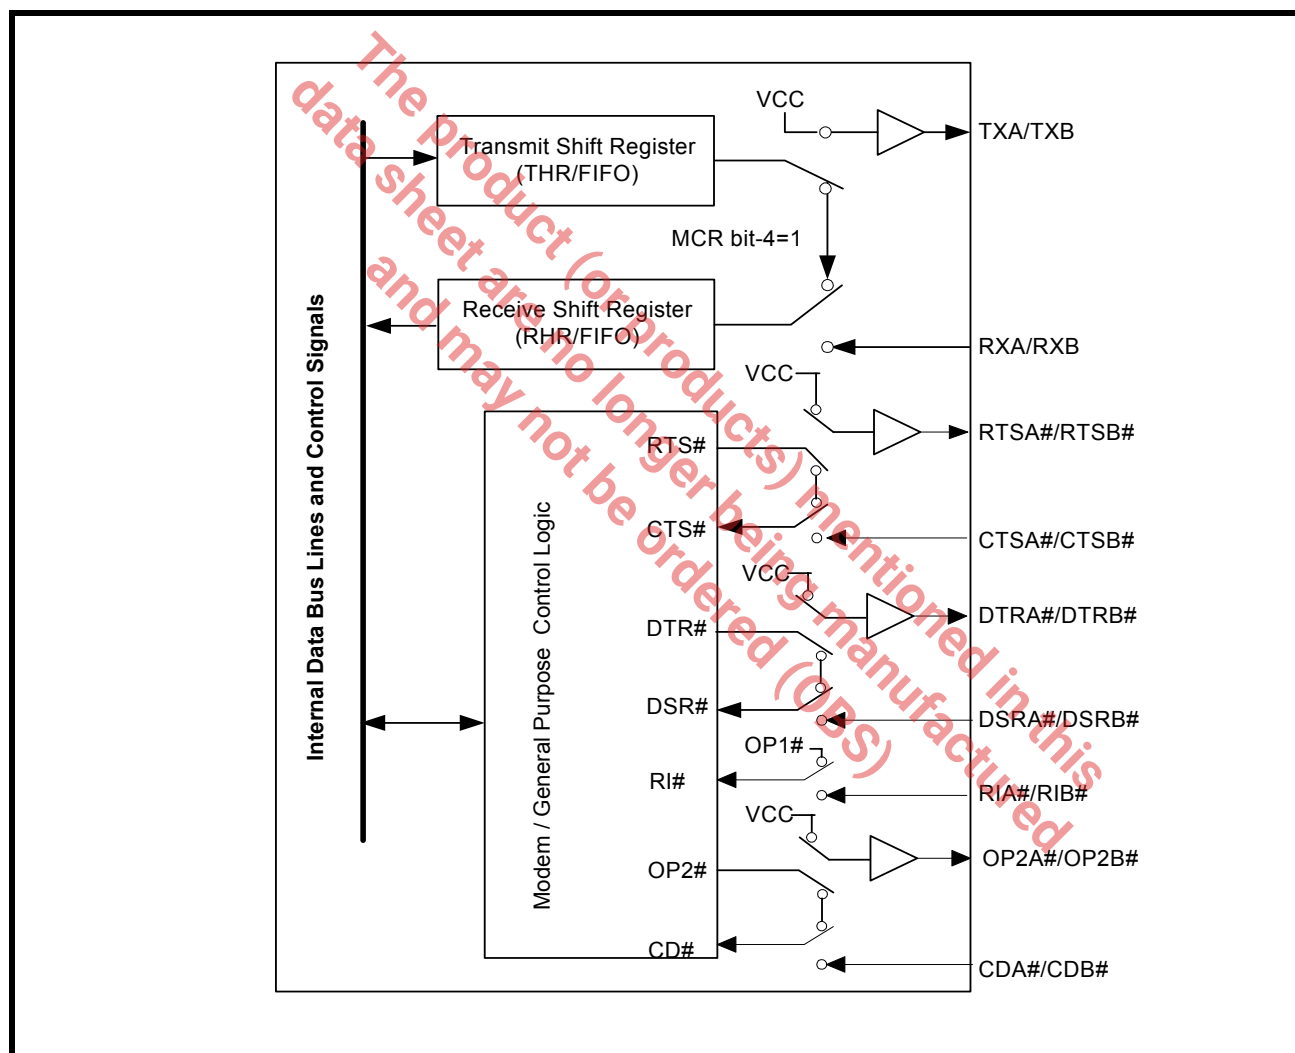 The product (or products) mentioned in this
data sheet are no longer being manufactured
and may not be ordered (OBS)
VCC
TXA/TXB
Transmit Shift Register
(THR/FIFO)
MCR bit-4=1
Receive Shift Register
(RHR/FIFO)
RXA/RXB
VCC
RTSA#/RTSB#
RTS#
CTS#
CTSA#/CTSB#
VCC
DTRA#/DTRB#
DTR#
DSR#
DSRA#/DSRB#
OP1#
RI#
RIA#/RIB#
VCC
OP2A#/OP2B#
OP2#
CD#
CDA#/CDB#
Internal Data Bus Lines and Control Signals
Modem / General Purpose Control Logic